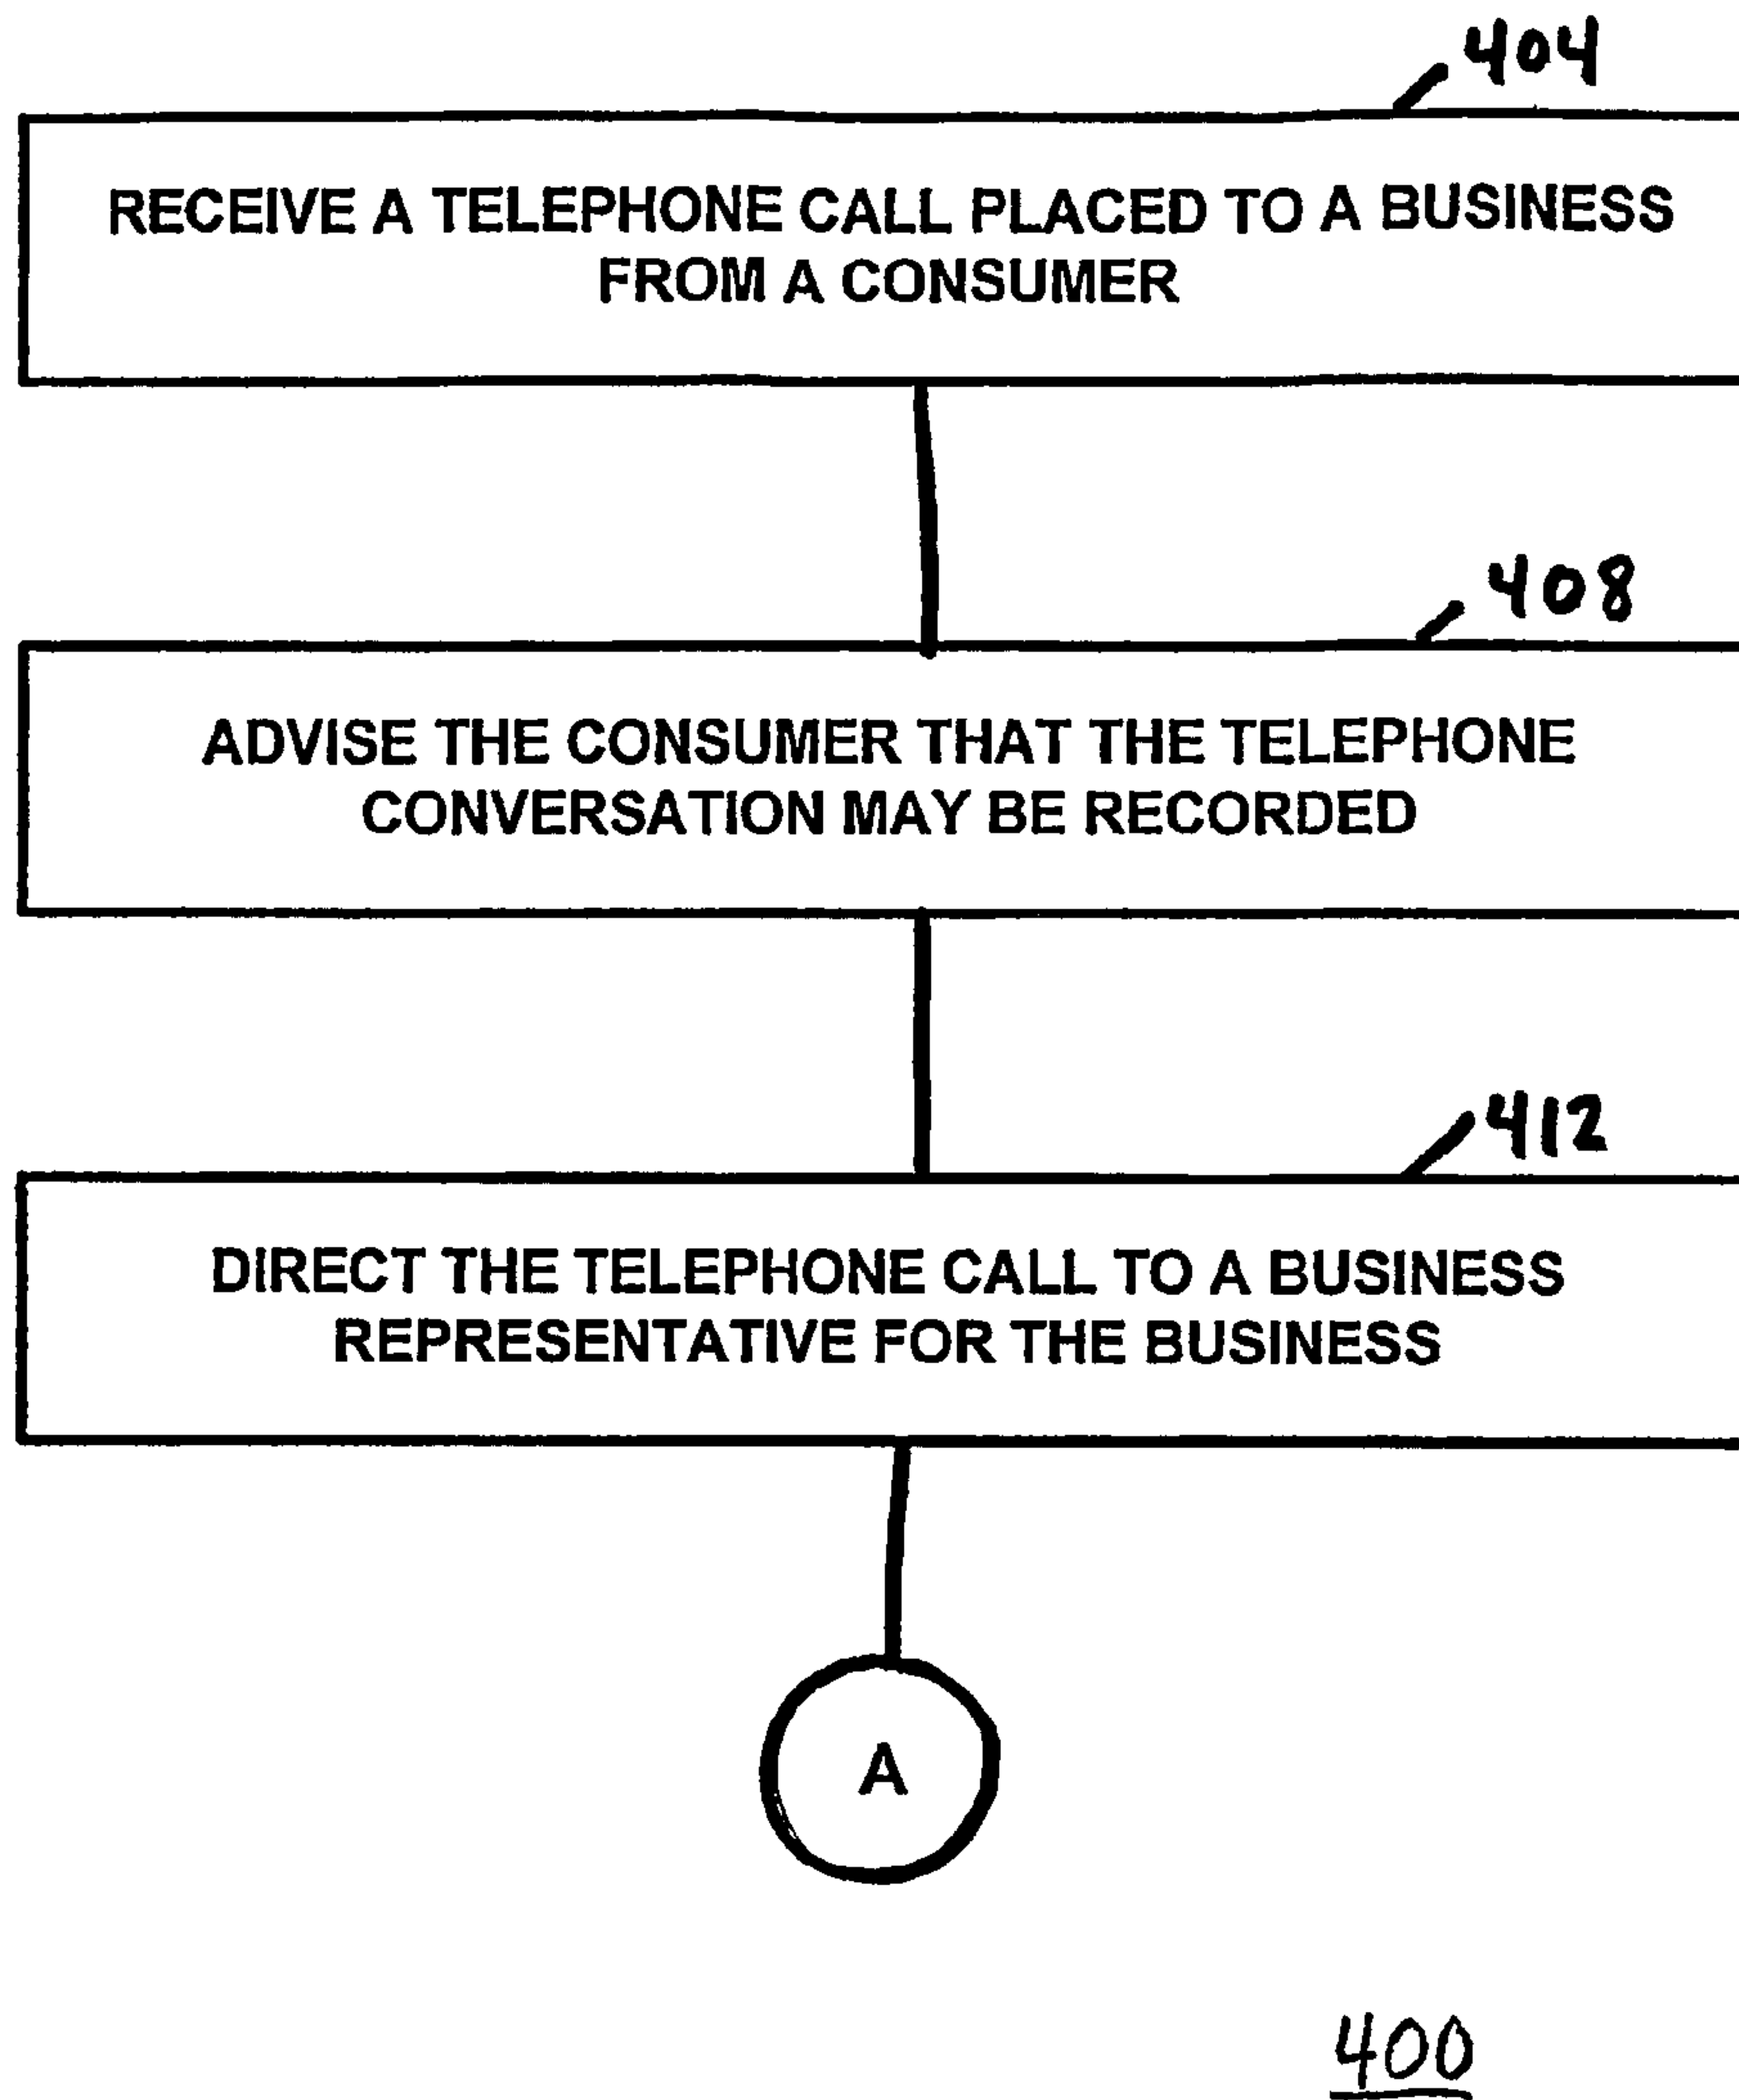 404
RECEIVE A TELEPHONE CALL PLACED TO A BUSINESS
FROM A CONSUMER
408
ADVISE THE CONSUMER THAT THE TELEPHONE
CONVERSATION MAY BE RECORDED
412
DIRECT THE TELEPHONE CALL TO A BUSINESS
REPRESENTATIVE FOR THE BUSINESS
A
400